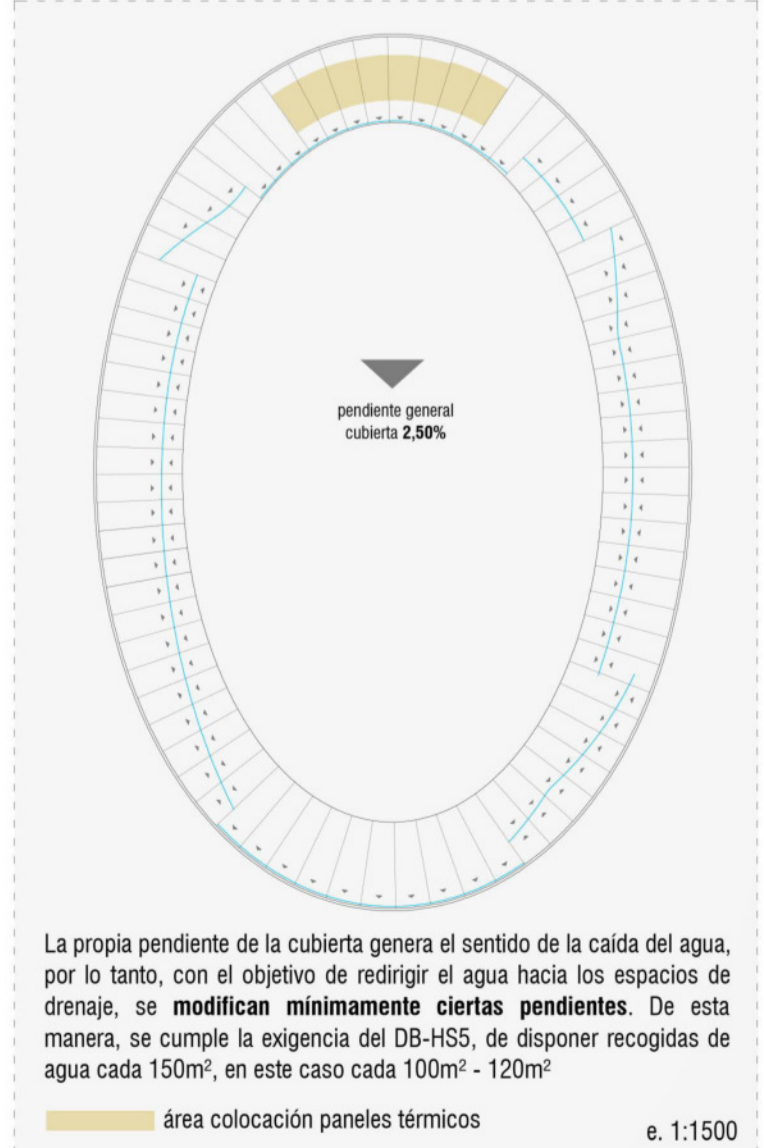 pendiente general
cubierta 2,50%
La propia pendiente de la cubierta genera el sentido de la caída del agua,
por lo tanto, con el objetivo de redirigir el agua hacia los espacios de
drenaje, se modifican mínimamente ciertas pendientes. De esta
manera, se cumple la exigencia del DB-HS5, de disponer recogidas de
agua cada 150m², en este caso cada 100m² - 120m²
área colocación paneles térmicos
e. 1:1500